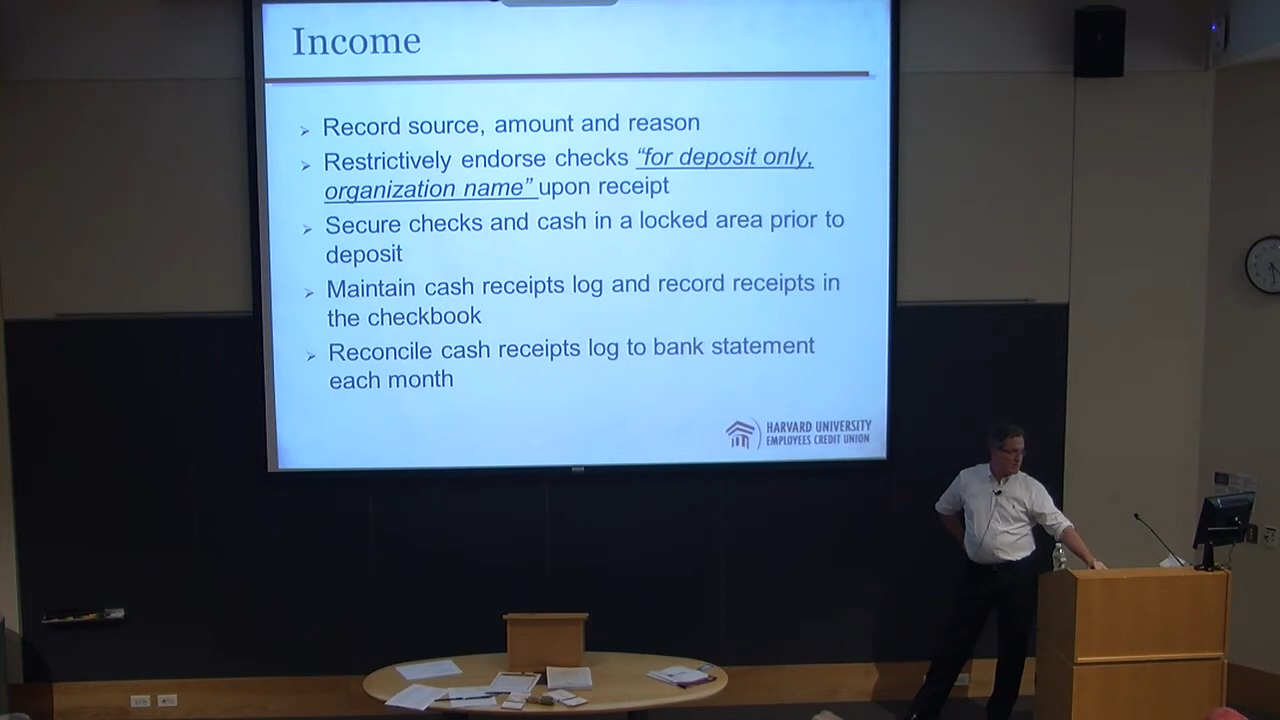 Income
Record source, amount and reason
Restrictively endorse checks “for deposit only,
organization name” upon receipt
Secure checks and cash in a locked area prior to
deposit
Maintain cash receipts log and record receipts in
the checkbook
Reconcile cash receipts log to bank statement
each month
HARVARD UNIVERSITY
EMPLOYEES CREDIT UNION